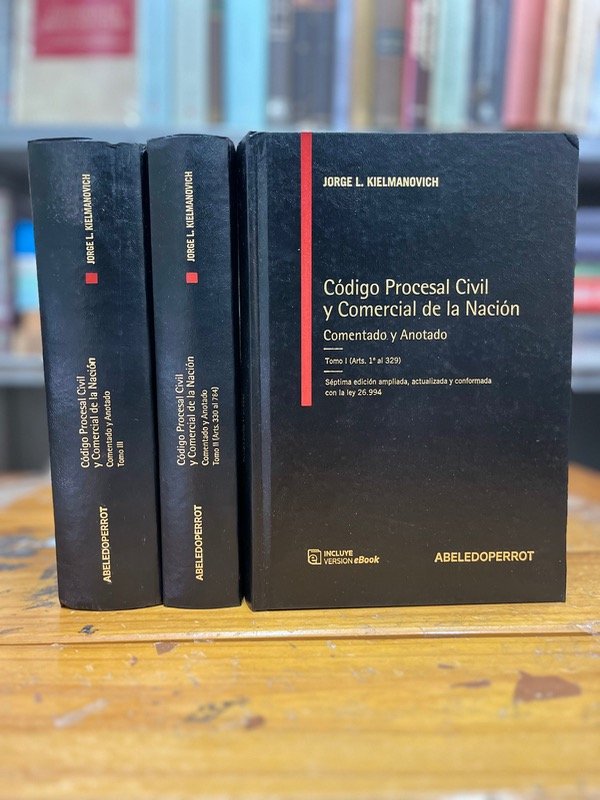 JORGE L. KIELMANOVICH
Código Procesal Civil
y Comercial de la Nación
Comentado y Anotado
Tomo III
ABELEDOPERROT
JORGE L. KIELMANOVICH
Código Procesal Civil
y Comercial de la Nación
Comentado y Anotado
Tomo II (Arts. 330 al 784)
ABELEDOPERROT
JORGE L. KIELMANOVICH
Código Procesal Civil
y Comercial de la Nación
Comentado y Anotado
Tomo I (Arts. 1º al 329)
Séptima edición ampliada, actualizada y conformada
con la ley 26.994
INCLUYE
VERSION eBook
ABELEDOPERROT